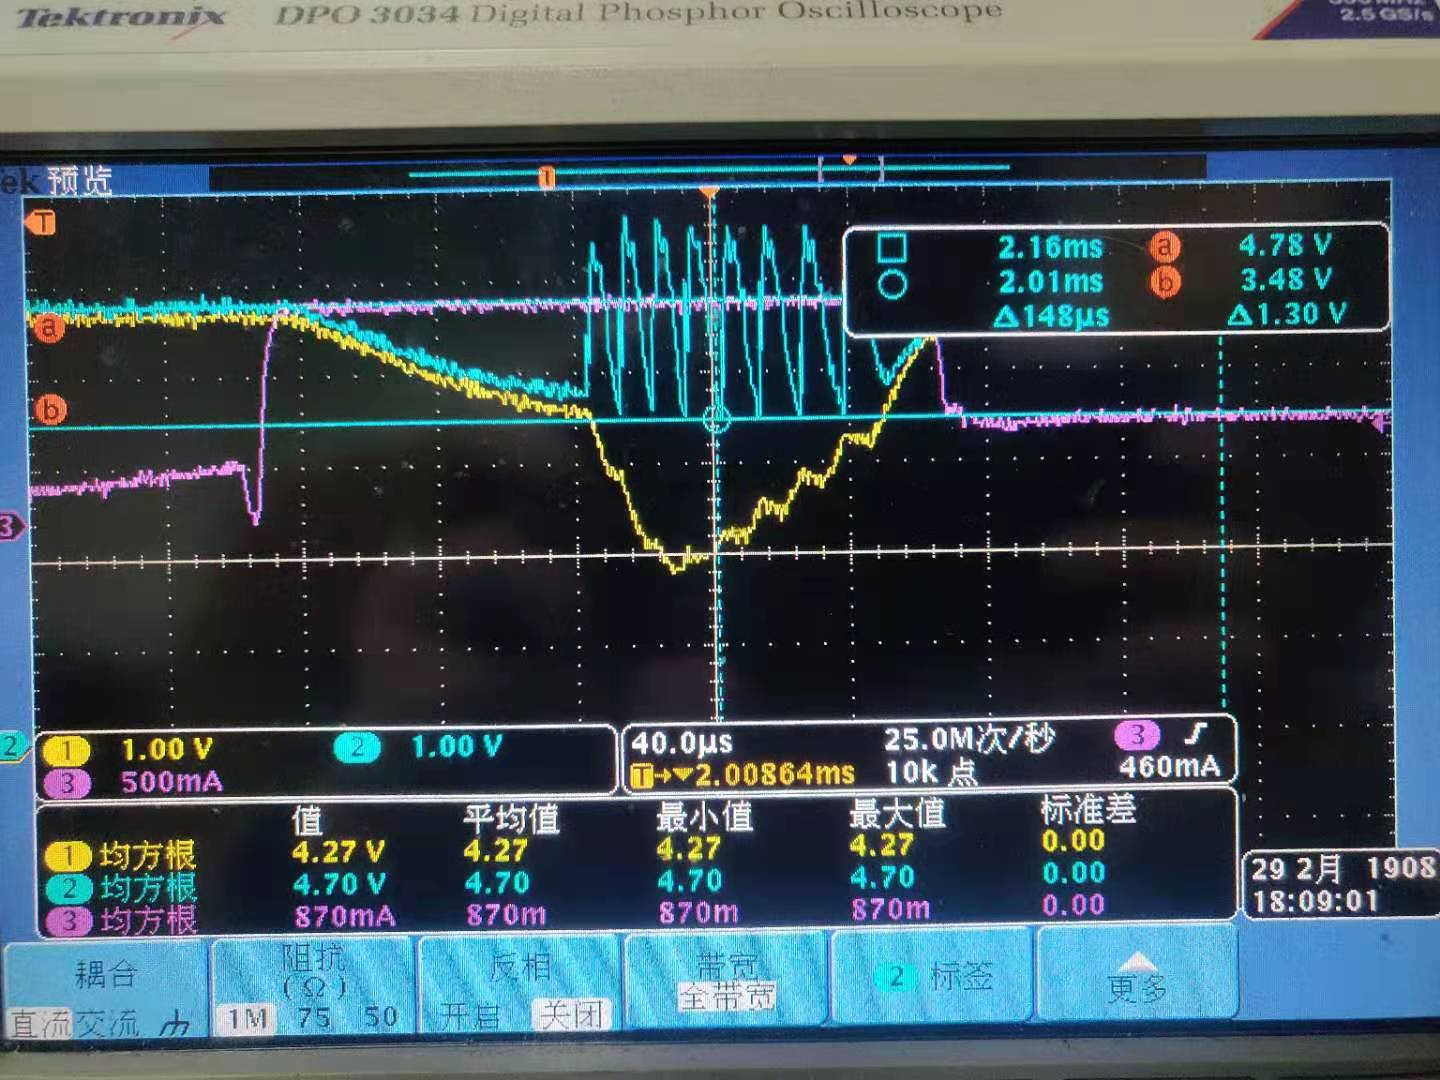 Tektronix DPO 3034 Digital Phosphor Oscilloscope
2.5 GS/s
ek 预览
T
T
2.16ms a 4.78 V
2.01ms b 3.48 V
Δ148µs Δ1.30 V
a
b
3
2
1 1.00 V 2 1.00 V
3 500mA
40.0µs 25.0M次/秒 3
T→▼2.00864ms 10k 点 460mA
值 平均值 最小值 最大值 标准差
1 均方根 4.27 V 4.27 4.27 4.27 0.00
2 均方根 4.70 V 4.70 4.70 4.70 0.00
3 均方根 870mA 870m 870m 870m 0.00
29 2月 1908
18:09:01
耦合
直流 交流
阻抗
(Ω)
1M 75 50
反相
开启 关闭
带宽
全带宽
2 标签
更多